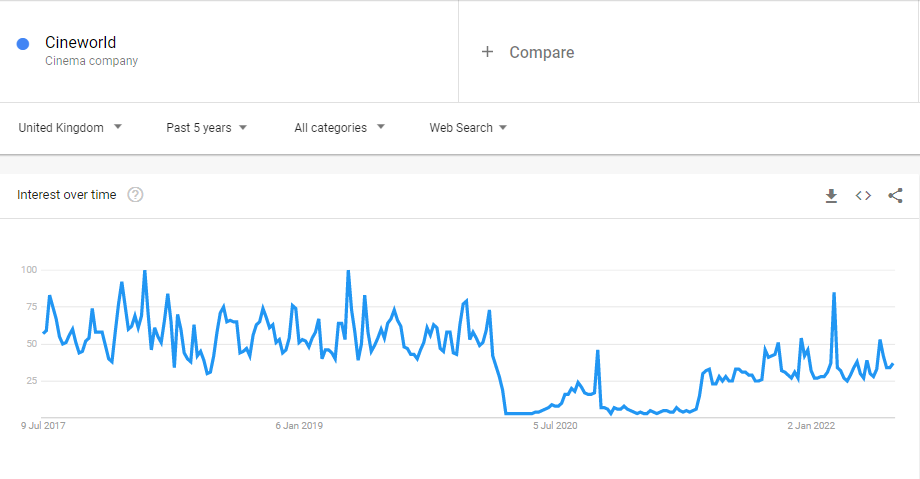 Cineworld
Cinema company
+ Compare
United Kingdom
Past 5 years
All categories
Web Search
Interest over time ?
100
75
50
25
9 Jul 2017
6 Jan 2019
5 Jul 2020
2 Jan 2022